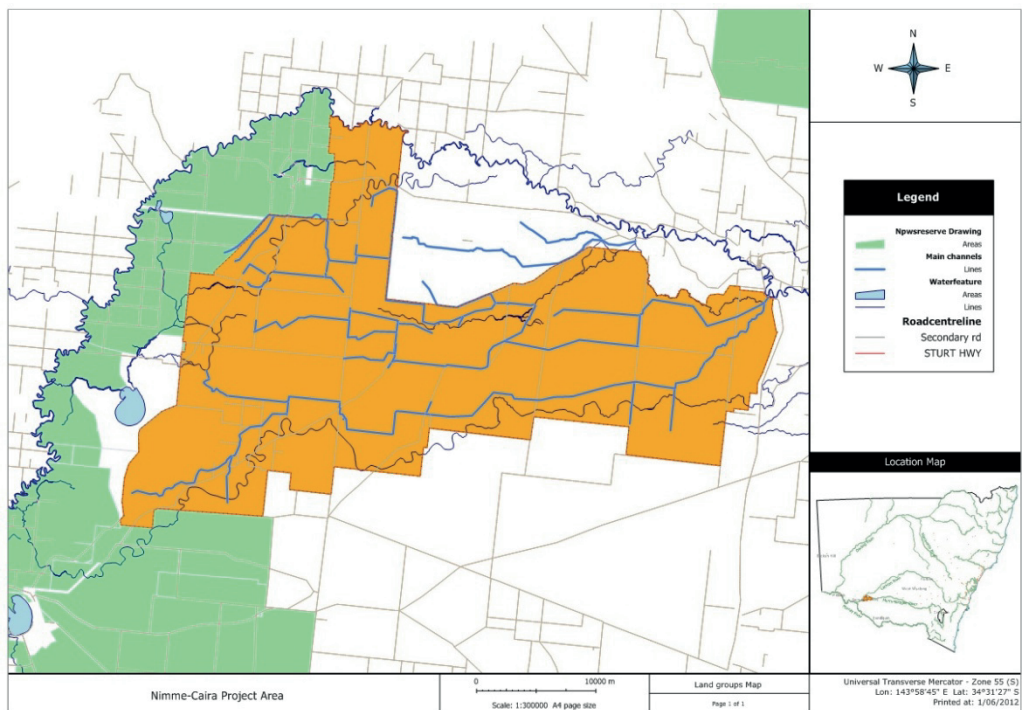 N
W E
S
Legend
Npwsreserve Drawing
Areas
Main channels
Lines
Waterfeature
Areas
Lines
Roadcentreline
Secondary rd
STURT HWY
Location Map
Nimme-Caira Project Area
0 10000 m
Scale: 1:300000 A4 page size
Land groups Map
Page 1 of 1
Universal Transverse Mercator - Zone 55 (S)
Lon: 143°58'45" E Lat: 34°31'27" S
Printed at: 1/06/2012